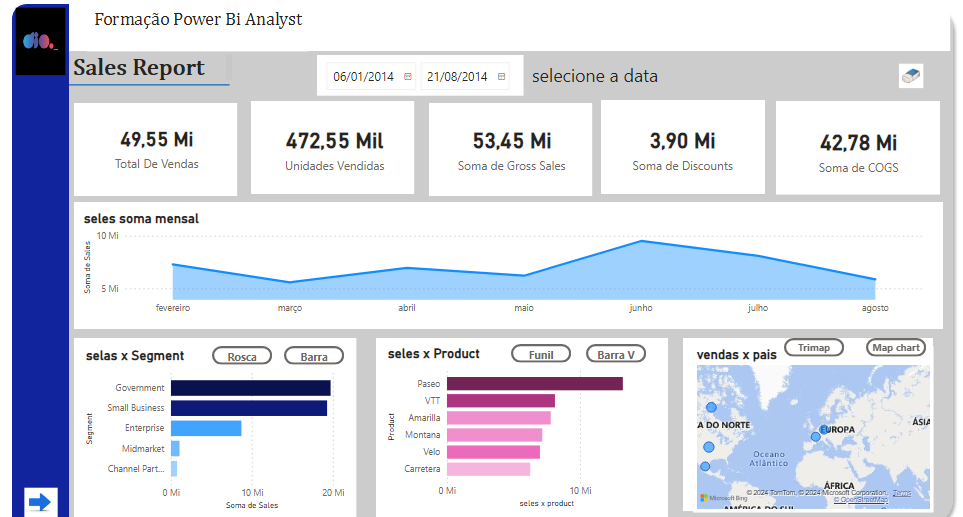 Formação Power Bi Analyst
dio.
Sales Report
06/01/2014
21/08/2014
selecione a data
49,55 Mi
Total De Vendas
472,55 Mil
Unidades Vendidas
53,45 Mi
Soma de Gross Sales
3,90 Mi
Soma de Discounts
42,78 Mi
Soma de COGS
seles soma mensal
Soma de Sales
10 Mi
5 Mi
fevereiro
março
abril
maio
junho
julho
agosto
selas x Segment
Rosca
Barra
Segment
Government
Small Business
Enterprise
Midmarket
Channel Part...
0 Mi
10 Mi
20 Mi
Soma de Sales
seles x Product
Funil
Barra V
Product
Paseo
VTT
Amarilla
Montana
Velo
Carretera
0 Mi
10 Mi
seles x product
vendas x pais
Trimap
Map chart
A DO NORTE
EUROPA
ÁSIA
Oceano
Atlântico
ÁFRICA
Microsoft Bing
© 2024 TomTom, © 2024 Microsoft Corporation, Terms
© OpenStreetMap
AMÉRICA DO SUL